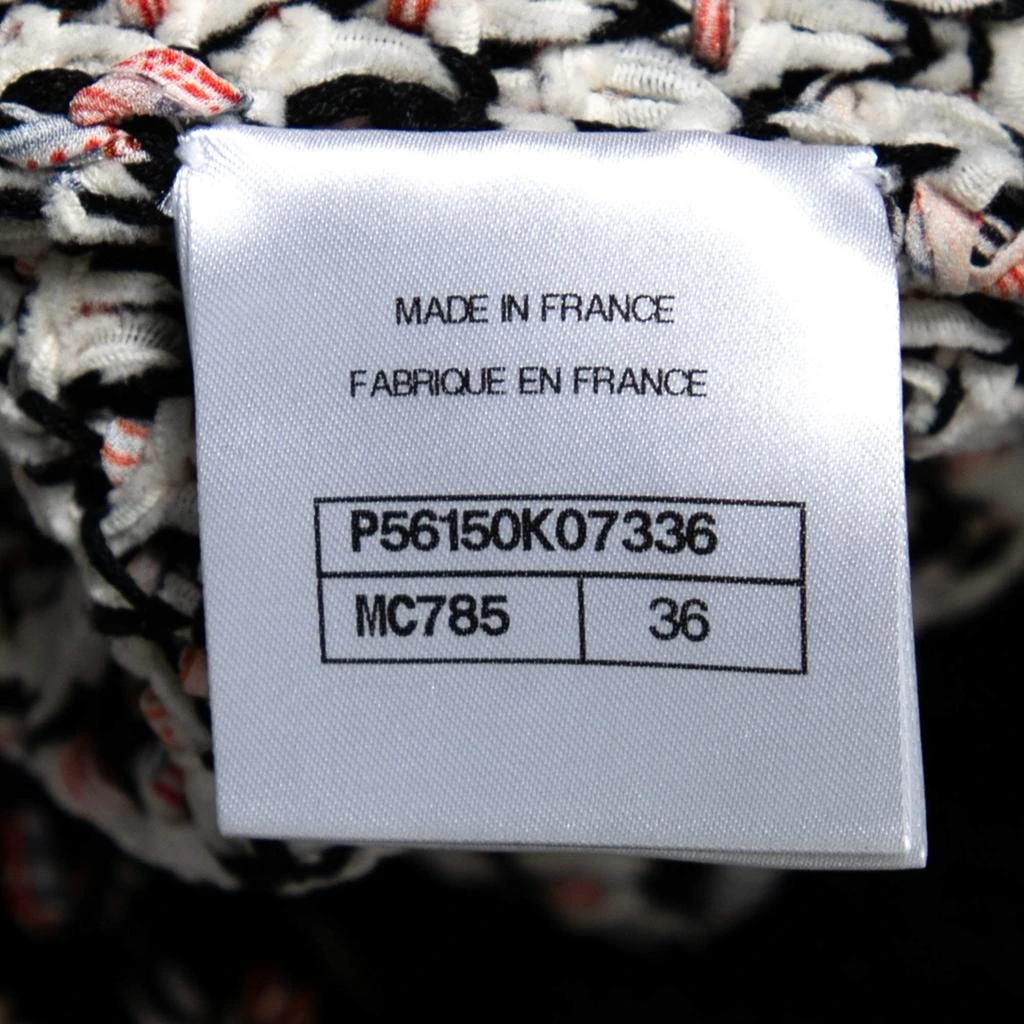 MADE IN FRANCE
FABRIQUE EN FRANCE
P56150K07336
MC785 36